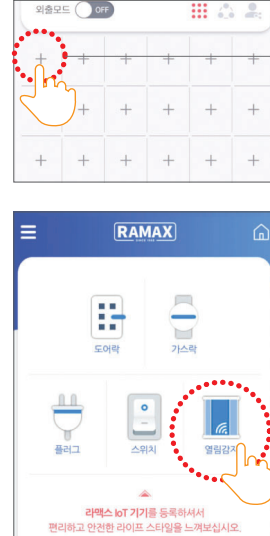 외출모드 OFF
RAMAX
SINCE 1998
도어락 가스락
플러그 스위치 열림감지
라맥스 IoT 기기를 등록하셔서
편리하고 안전한 라이프 스타일을 느껴보십시오.